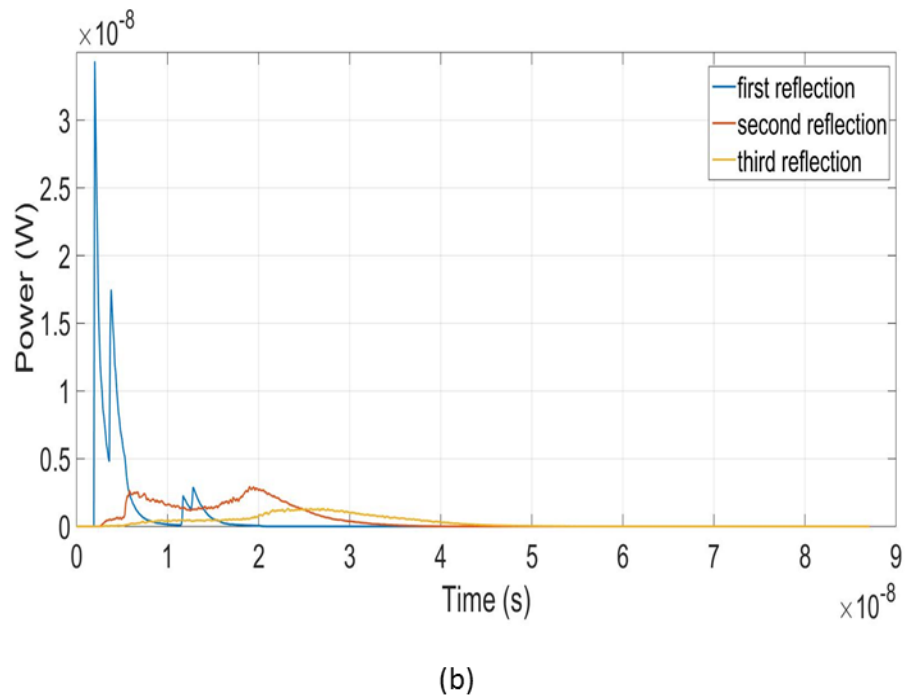 ×10⁻⁸
first reflection
second reflection
third reflection
3
2.5
2
1.5
1
0.5
0
Power (W)
0 1 2 3 4 5 6 7 8 9
Time (s)
×10⁻⁸
(b)